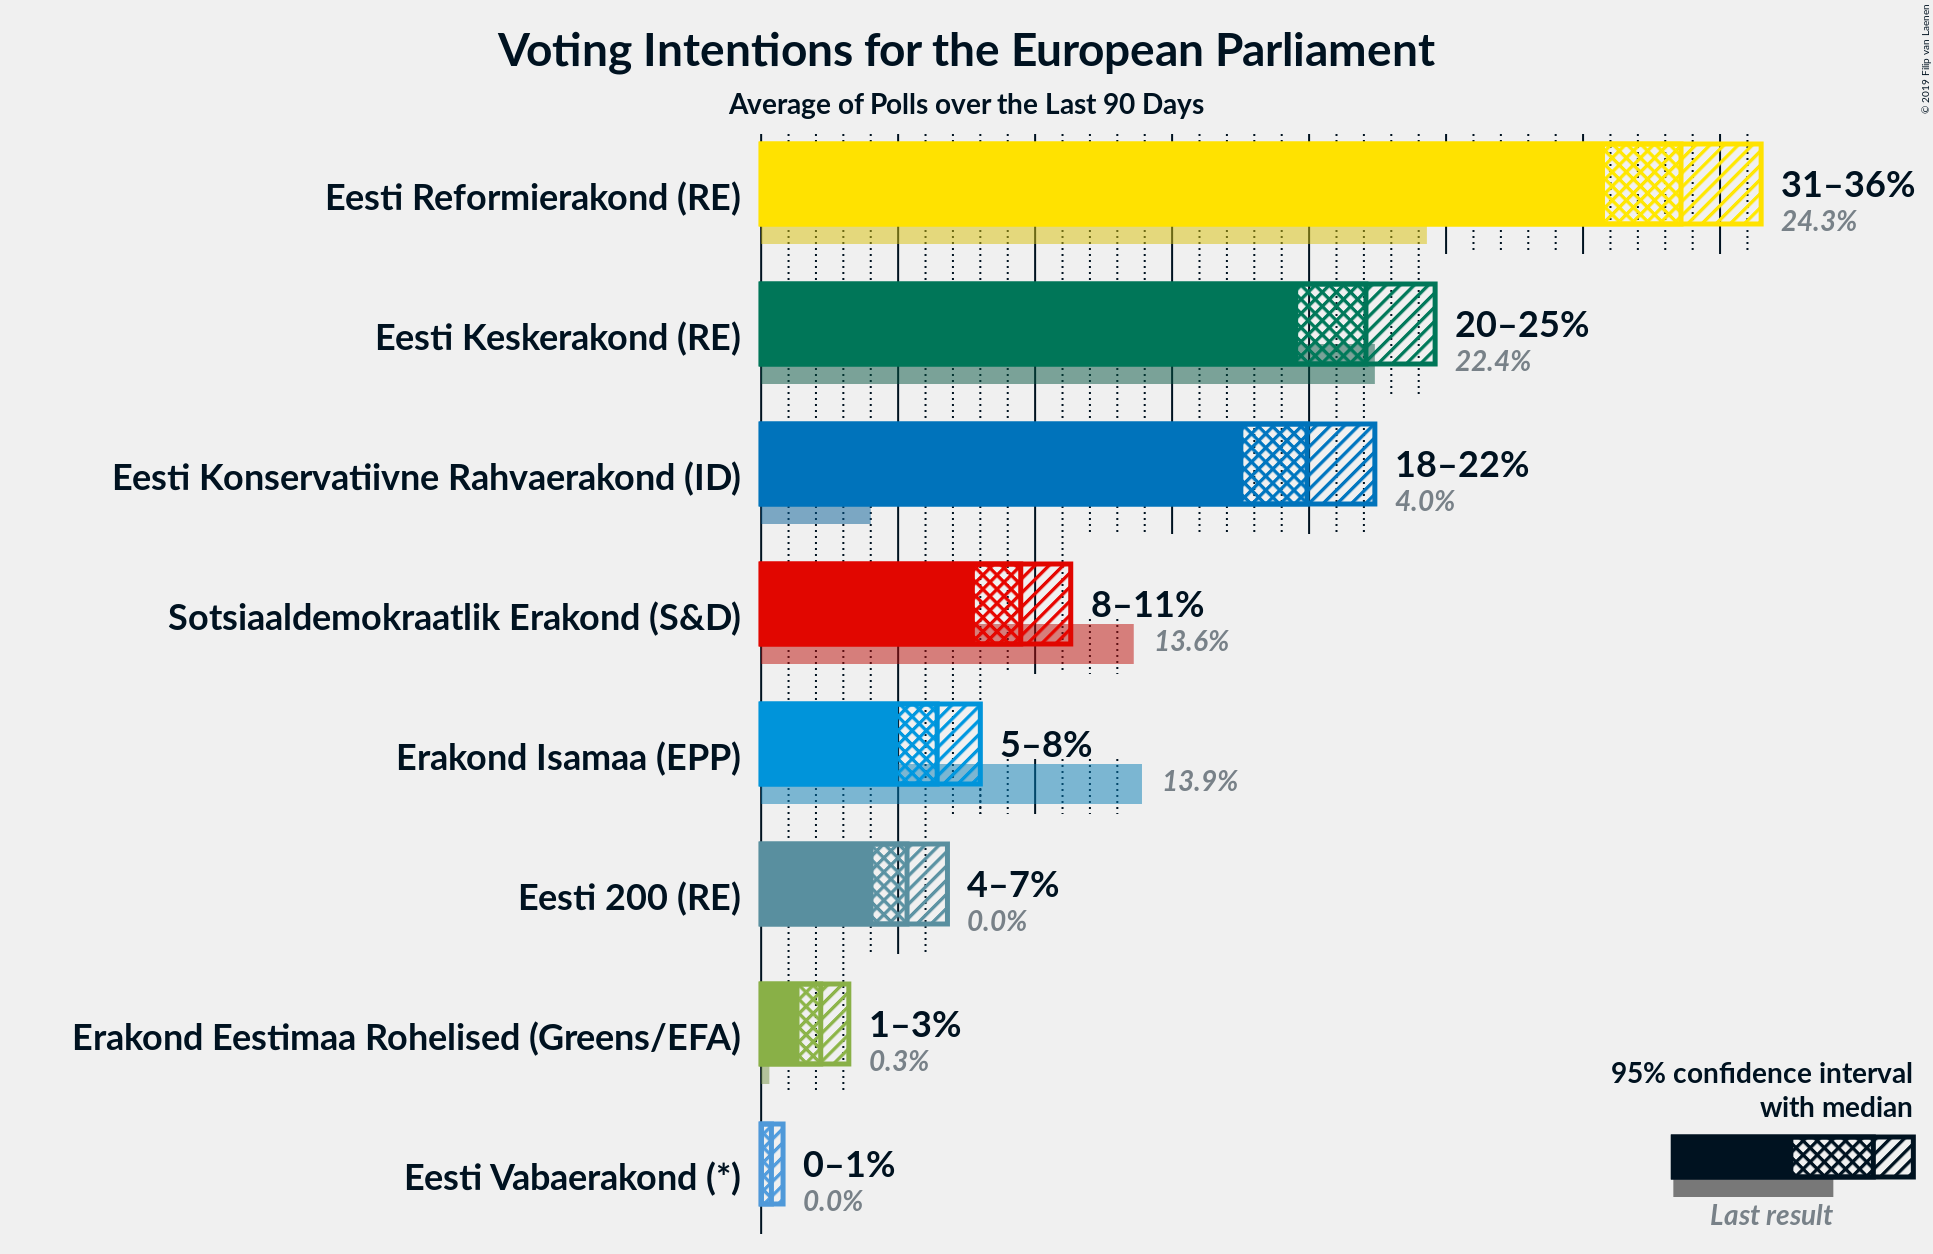 Voting Intentions for the European Parliament
Average of Polls over the Last 90 Days
© 2019 Filip van Laenen
Eesti Reformierakond (RE)
31–36%
24.3%
Eesti Keskerakond (RE)
20–25%
22.4%
Eesti Konservatiivne Rahvaerakond (ID)
18–22%
4.0%
Sotsiaaldemokraatlik Erakond (S&D)
8–11%
13.6%
Erakond Isamaa (EPP)
5–8%
13.9%
Eesti 200 (RE)
4–7%
0.0%
Erakond Eestimaa Rohelised (Greens/EFA)
1–3%
0.3%
Eesti Vabaerakond (*)
0–1%
0.0%
95% confidence interval
with median
Last result